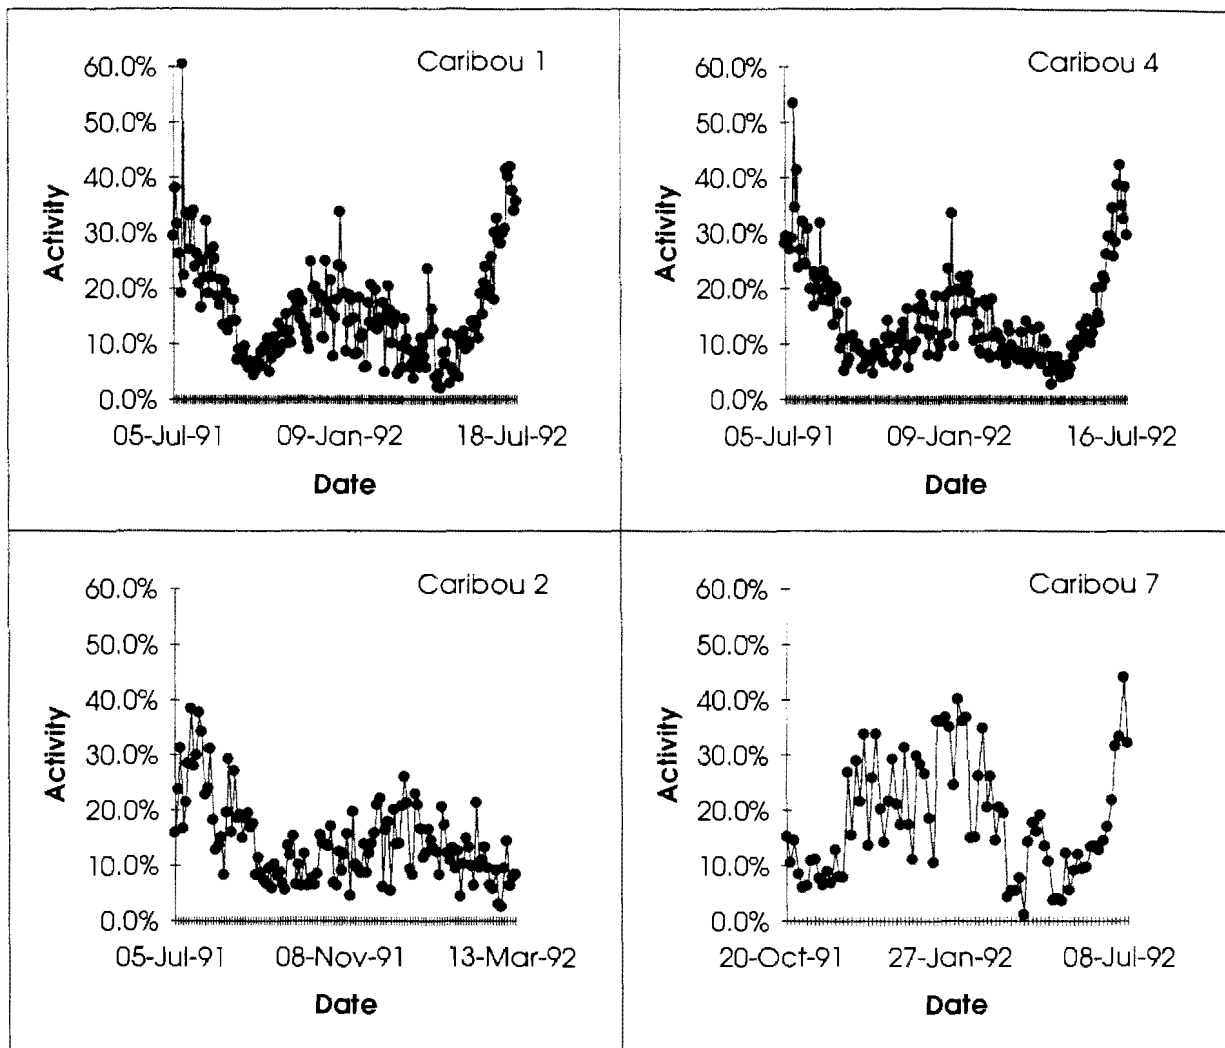 Caribou 1
60.0%
50.0%
40.0%
30.0%
20.0%
10.0%
0.0%
Activity
05-Jul-91 09-Jan-92 18-Jul-92
Date
Caribou 4
60.0%
50.0%
40.0%
30.0%
20.0%
10.0%
0.0%
Activity
05-Jul-91 09-Jan-92 16-Jul-92
Date
Caribou 2
60.0%
50.0%
40.0%
30.0%
20.0%
10.0%
0.0%
Activity
05-Jul-91 08-Nov-91 13-Mar-92
Date
Caribou 7
60.0%
50.0%
40.0%
30.0%
20.0%
10.0%
0.0%
Activity
20-Oct-91 27-Jan-92 08-Jul-92
Date